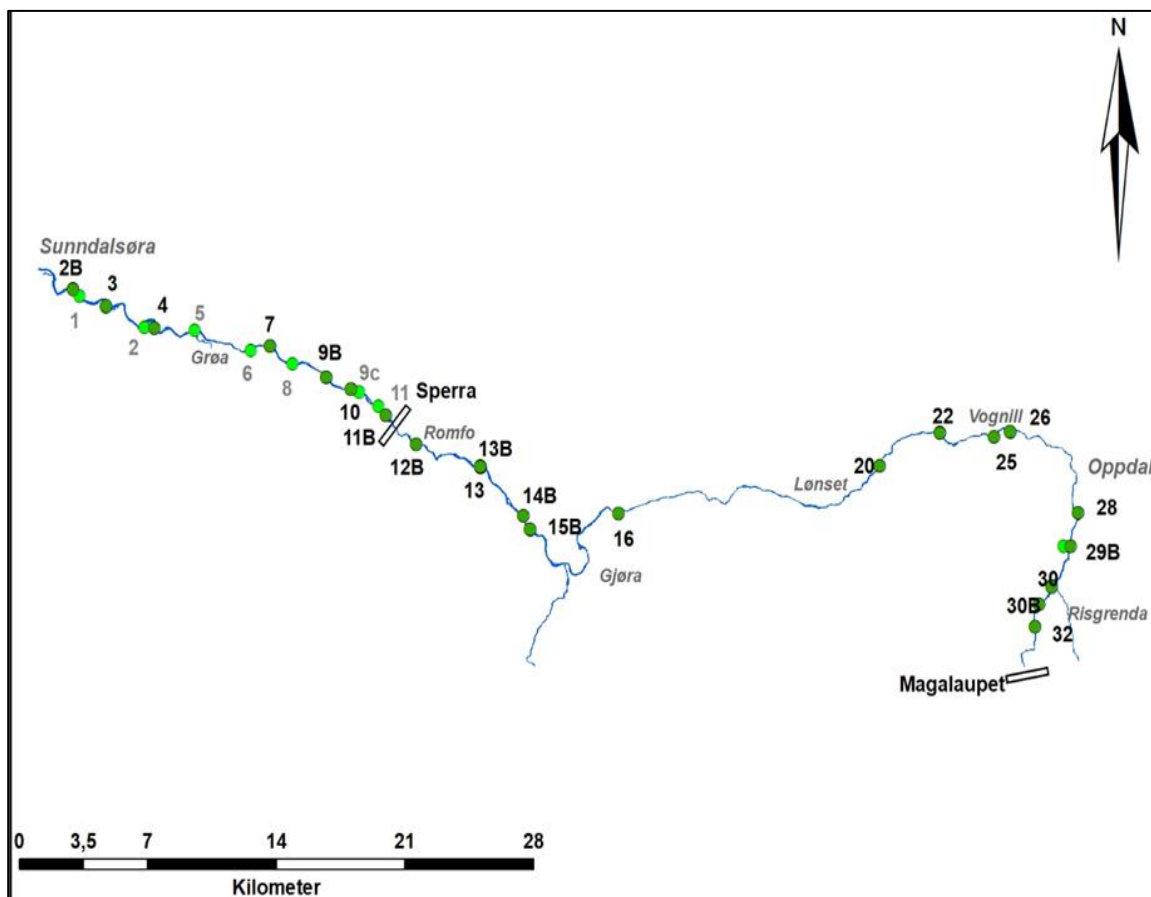 N
Sunndalsøra
2B
3
1
4
5
2
Grøa
7
6
8
9B
9c
11
Sperra
10
11B
Romfo
12B
13B
13
14B
15B
16
Gjøra
Lønset
20
22
Vognill
26
25
Oppdal
28
29B
30
30B
Risgrenda
32
Magalaupet
0 3,5 7 14 21 28
Kilometer